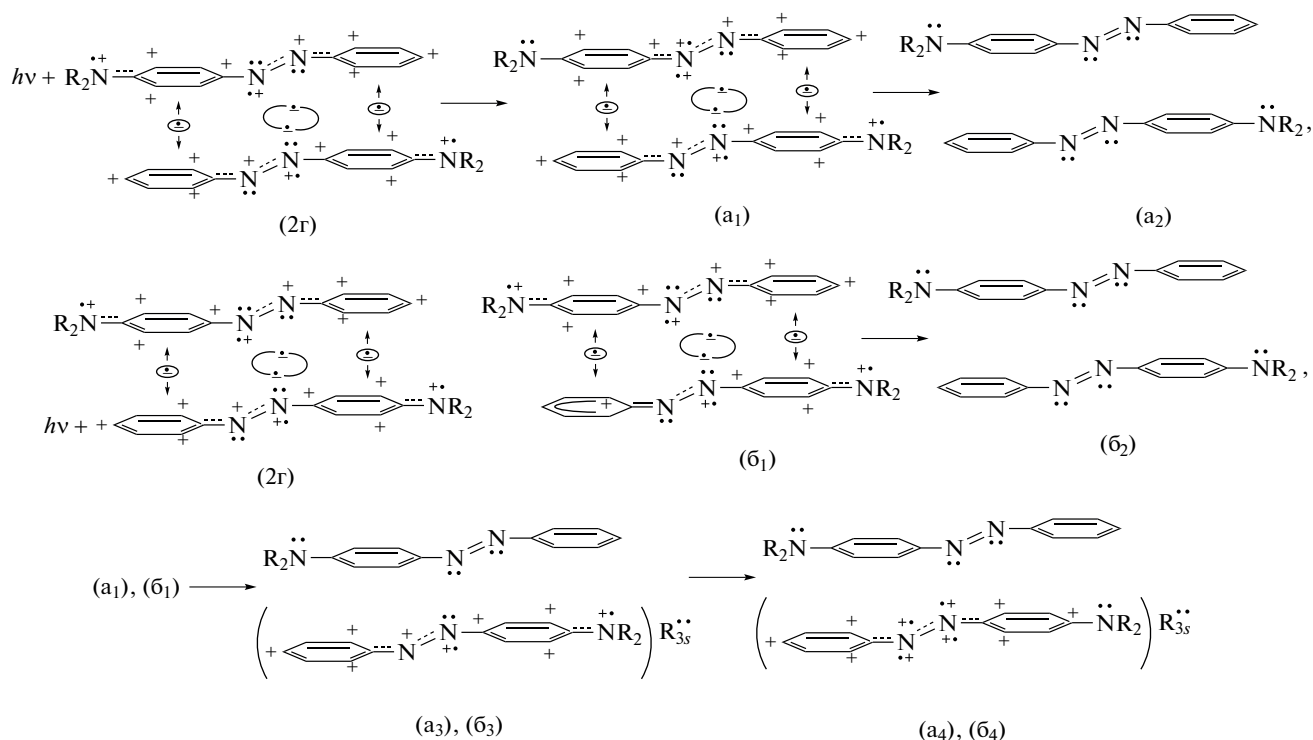 hν + R₂N N N N N R₂N N N R₂N N N
NR₂ NR₂ NR₂,
N N N N N N
(2г) (а₁) (а₂)
R₂N N N R₂N N N R₂N N N
hν + N N NR₂ N N NR₂ N N NR₂,
(2г) (б₁) (б₂)
R₂N N N R₂N N N
(а₁), (б₁)
( N N NR₂ ) R₃ₛ ( N N NR₂ ) R₃ₛ
(а₃), (б₃) (а₄), (б₄)